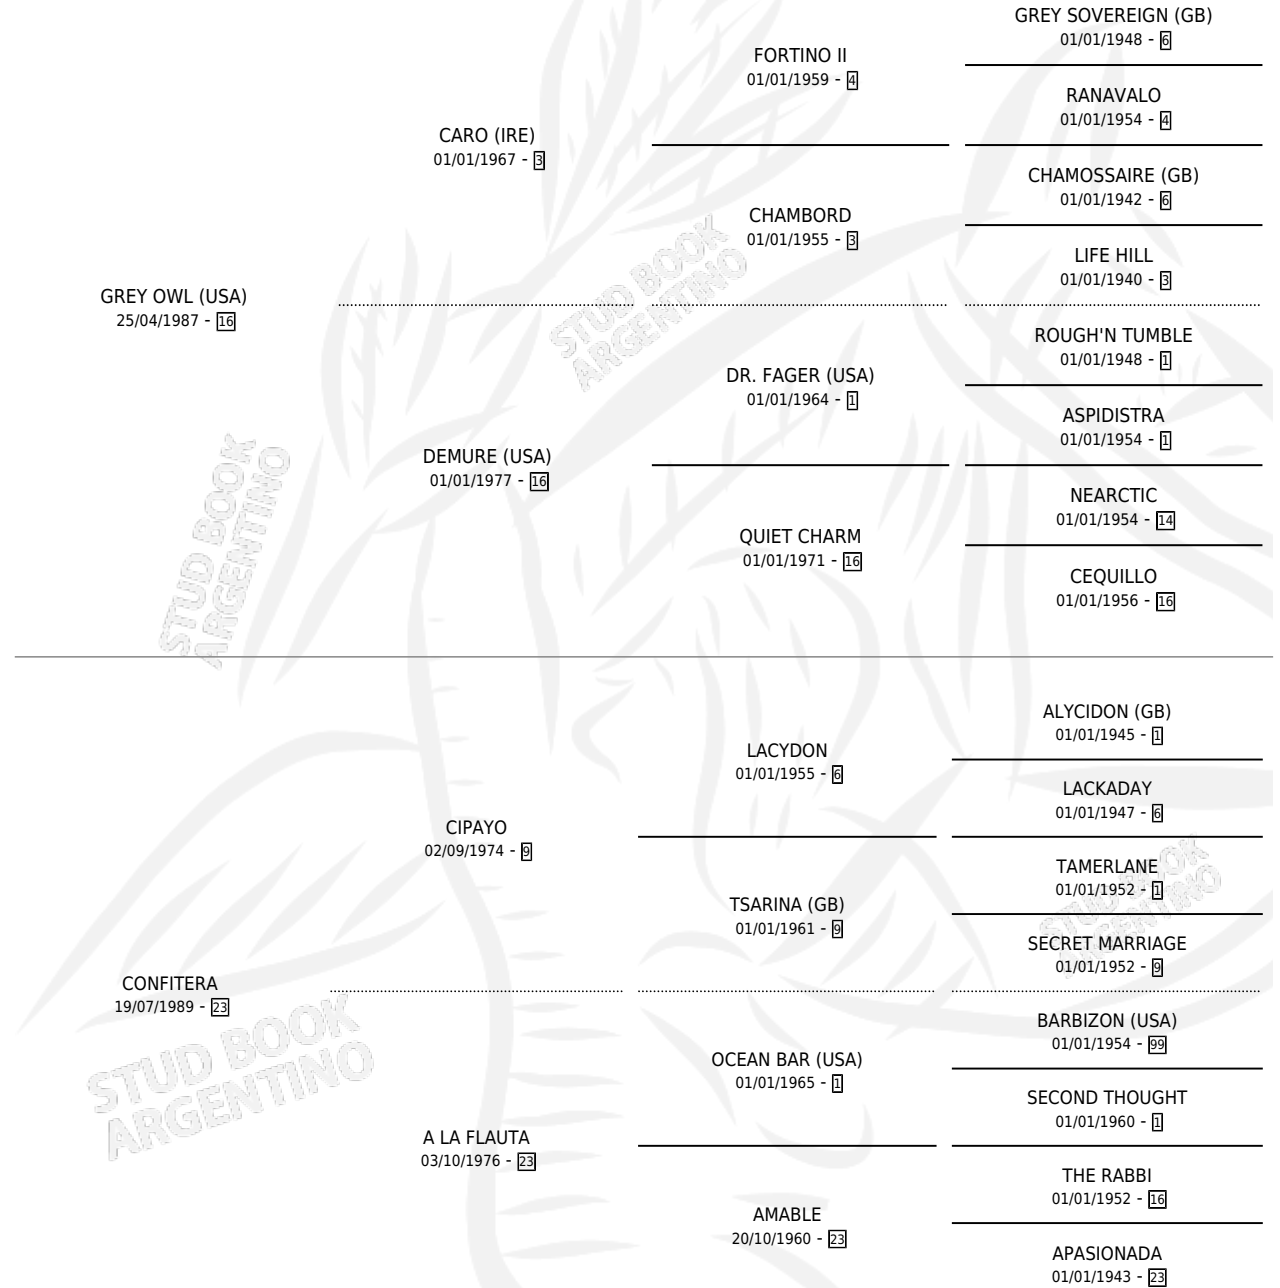 GREY SOVEREIGN (GB)
01/01/1948 - 6
FORTINO II
01/01/1959 - 4
RANAVALO
01/01/1954 - 4
CARO (IRE)
01/01/1967 - 3
CHAMOSSAIRE (GB)
01/01/1942 - 6
CHAMBORD
01/01/1955 - 3
LIFE HILL
01/01/1940 - 3
GREY OWL (USA)
25/04/1987 - 16
ROUGH'N TUMBLE
01/01/1948 - 1
DR. FAGER (USA)
01/01/1964 - 1
ASPIDISTRA
01/01/1954 - 1
DEMURE (USA)
01/01/1977 - 16
NEARCTIC
01/01/1954 - 14
QUIET CHARM
01/01/1971 - 16
CEQUILLO
01/01/1956 - 16
ALYCIDON (GB)
01/01/1945 - 1
LACYDON
01/01/1955 - 6
LACKADAY
01/01/1947 - 6
CIPAYO
02/09/1974 - 9
TAMERLANE
01/01/1952 - 1
TSARINA (GB)
01/01/1961 - 9
SECRET MARRIAGE
01/01/1952 - 9
CONFITERA
19/07/1989 - 23
BARBIZON (USA)
01/01/1954 - 99
OCEAN BAR (USA)
01/01/1965 - 1
SECOND THOUGHT
01/01/1960 - 1
A LA FLAUTA
03/10/1976 - 23
THE RABBI
01/01/1952 - 16
AMABLE
20/10/1960 - 23
APASIONADA
01/01/1943 - 23
STUD BOOK
ARGENTINO
STUD BOOK
ARGENTINO
STUD BOOK
ARGENTINO
STUD BOOK
ARGENTINO